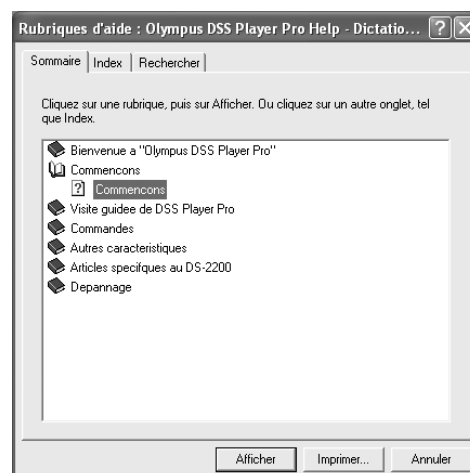 Rubriques d'aide : Olympus DSS Player Pro Help - Dictatio...
Sommaire Index Rechercher
Cliquez sur une rubrique, puis sur Afficher. Ou cliquez sur un autre onglet, tel
que Index.
Bienvenue a "Olympus DSS Player Pro"
Commencons
Commencons
Visite guidee de DSS Player Pro
Commandes
Autres caracteristiques
Articles specifques au DS-2200
Depannage
Afficher Imprimer... Annuler